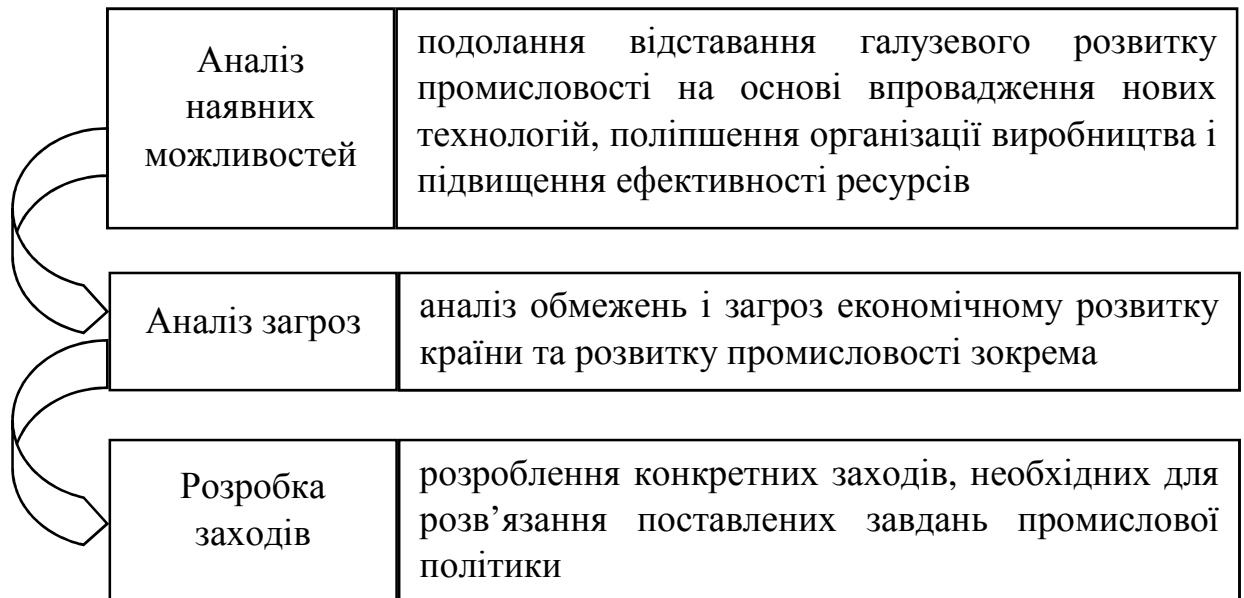 Аналіз
наявних
можливостей
подолання відставання галузевого розвитку
промисловості на основі впровадження нових
технологій, поліпшення організації виробництва і
підвищення ефективності ресурсів
Аналіз загроз
аналіз обмежень і загроз економічному розвитку
країни та розвитку промисловості зокрема
Розробка
заходів
розроблення конкретних заходів, необхідних для
розв’язання поставлених завдань промислової
політики